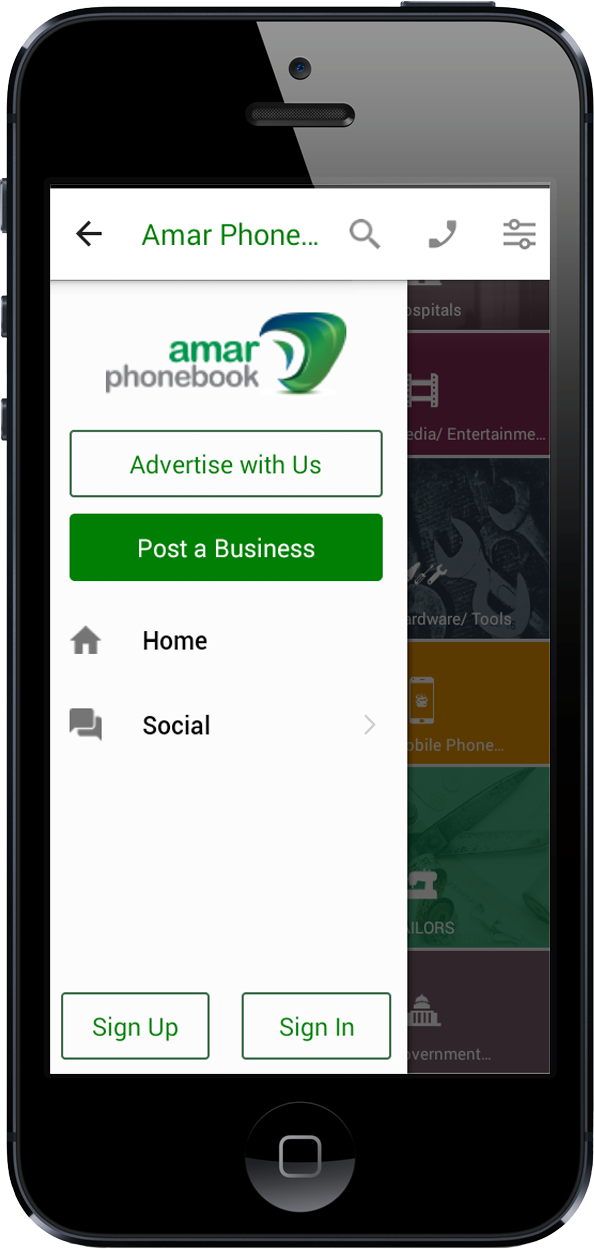 Amar Phone...
amar
phonebook
Advertise with Us
Post a Business
Home
Social
Sign Up
Sign In
ospitals
edia/ Entertainme...
ardware/ Tools
obile Phone...
AILORS
overnment...